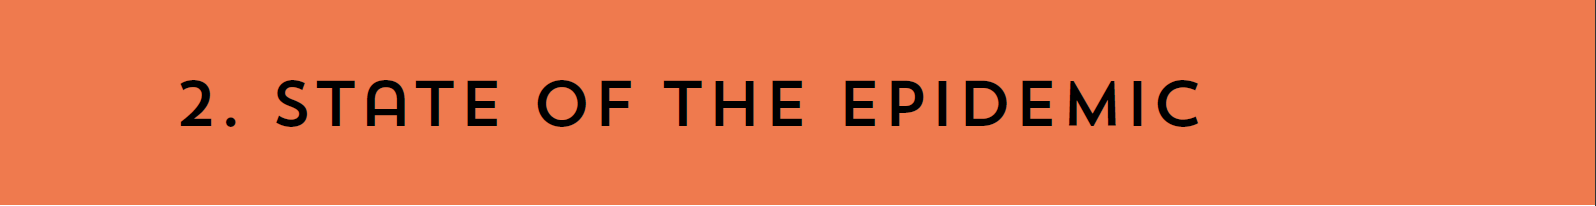 2. STATE OF THE EPIDEMIC